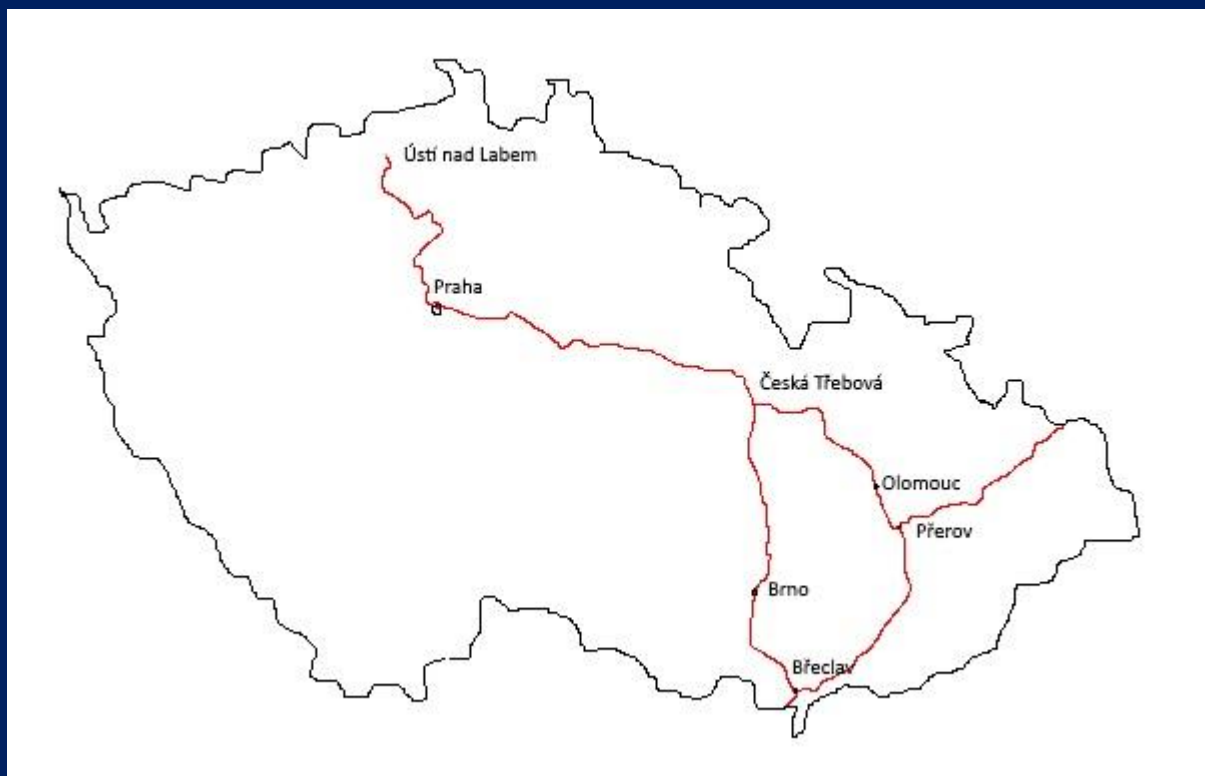 Ústí nad Labem
Praha
Česká Třebová
Olomouc
Přerov
Brno
Břeclav